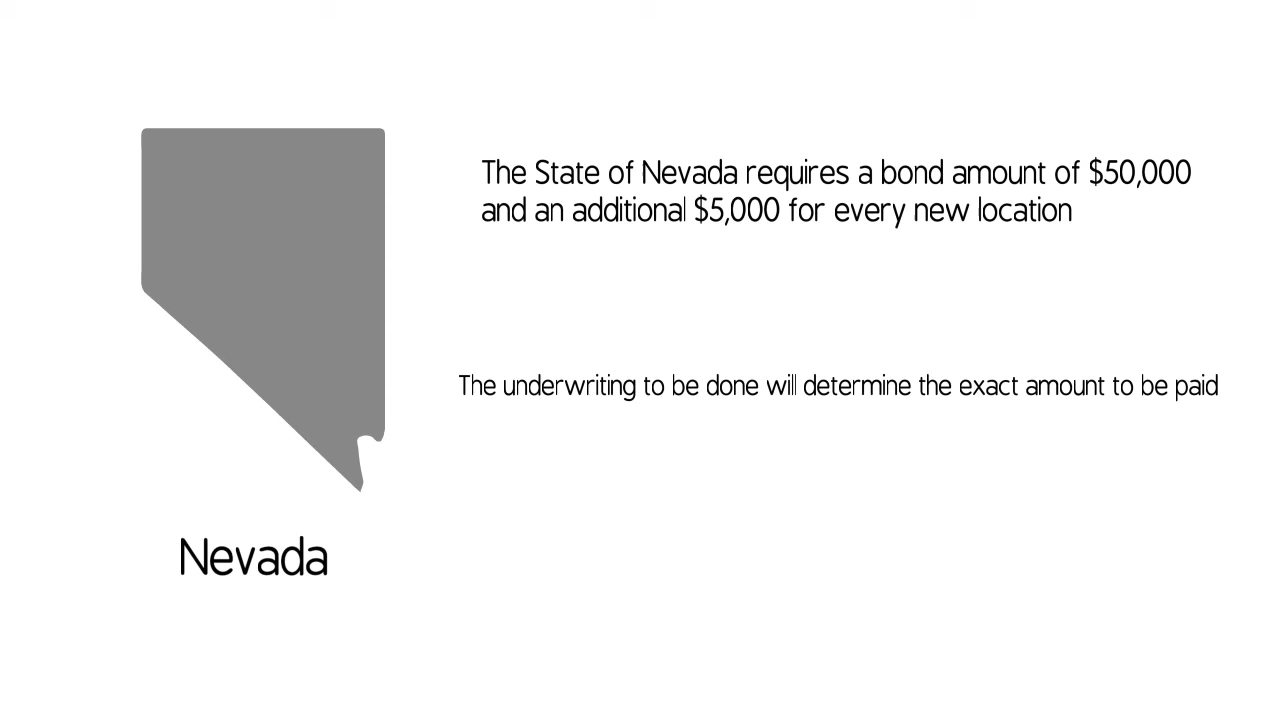 The State of Nevada requires a bond amount of $50,000
and an additional $5,000 for every new location
The underwriting to be done will determine the exact amount to be paid
Nevada